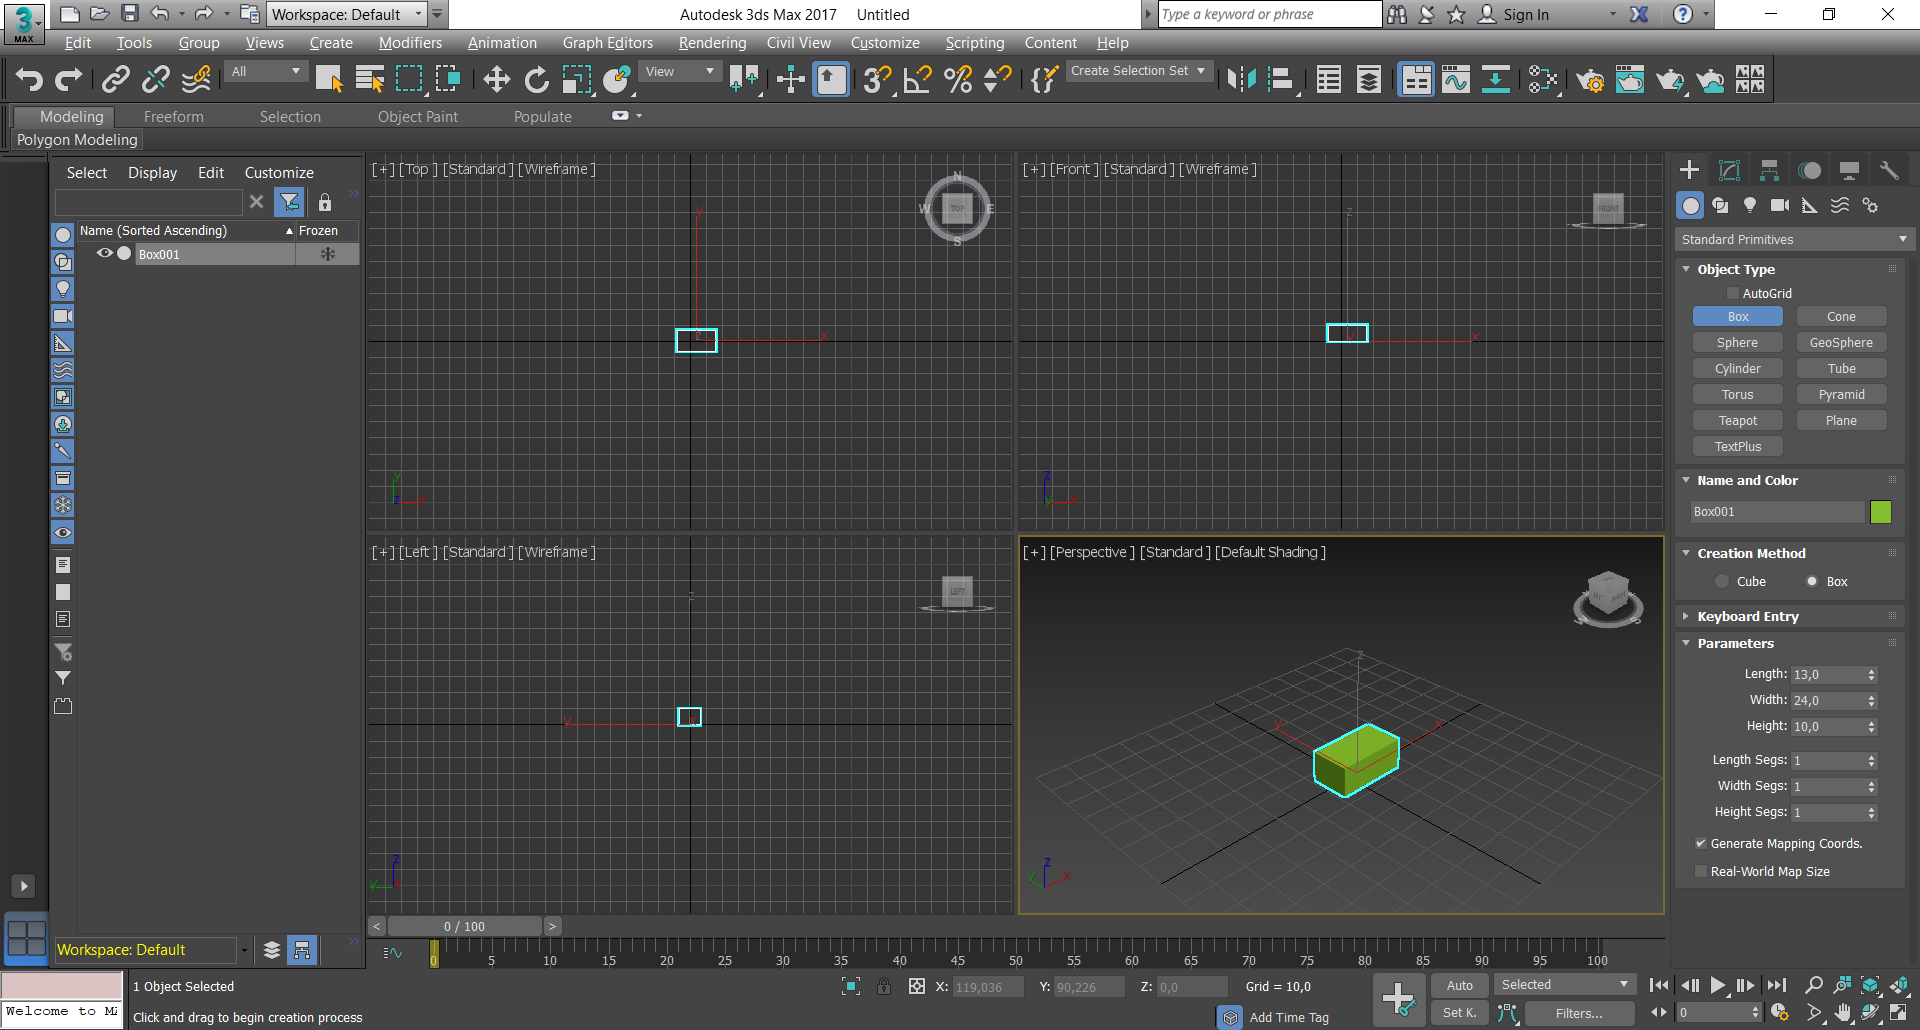 3
MAX
Workspace: Default
Autodesk 3ds Max 2017 Untitled
Type a keyword or phrase
Sign In
Edit Tools Group Views Create Modifiers Animation Graph Editors Rendering Civil View Customize Scripting Content Help
All
View
Create Selection Set
Modeling Freeform Selection Object Paint Populate
Polygon Modeling
Select Display Edit Customize
Name (Sorted Ascending) Frozen
Box001
Workspace: Default
[+] [Top ] [Standard ] [Wireframe ]
N
W TOP E
S
y
z x
y
z x
[+] [Front ] [Standard ] [Wireframe ]
FRONT
z
y x
z
y x
[+] [Left ] [Standard ] [Wireframe ]
LEFT
z
y x
z
y x
[+] [Perspective ] [Standard ] [Default Shading ]
z
y x
z
y x
0 / 100
0 5 10 15 20 25 30 35 40 45 50 55 60 65 70 75 80 85 90 95 100
Standard Primitives
Object Type
AutoGrid
Box Cone
Sphere GeoSphere
Cylinder Tube
Torus Pyramid
Teapot Plane
TextPlus
Name and Color
Box001
Creation Method
Cube Box
Keyboard Entry
Parameters
Length: 13,0
Width: 24,0
Height: 10,0
Length Segs: 1
Width Segs: 1
Height Segs: 1
Generate Mapping Coords.
Real-World Map Size
Welcome to MA
1 Object Selected
Click and drag to begin creation process
X: 119,036 Y: 90,226 Z: 0,0 Grid = 10,0
Add Time Tag
Auto Selected
Set K. Filters...
0